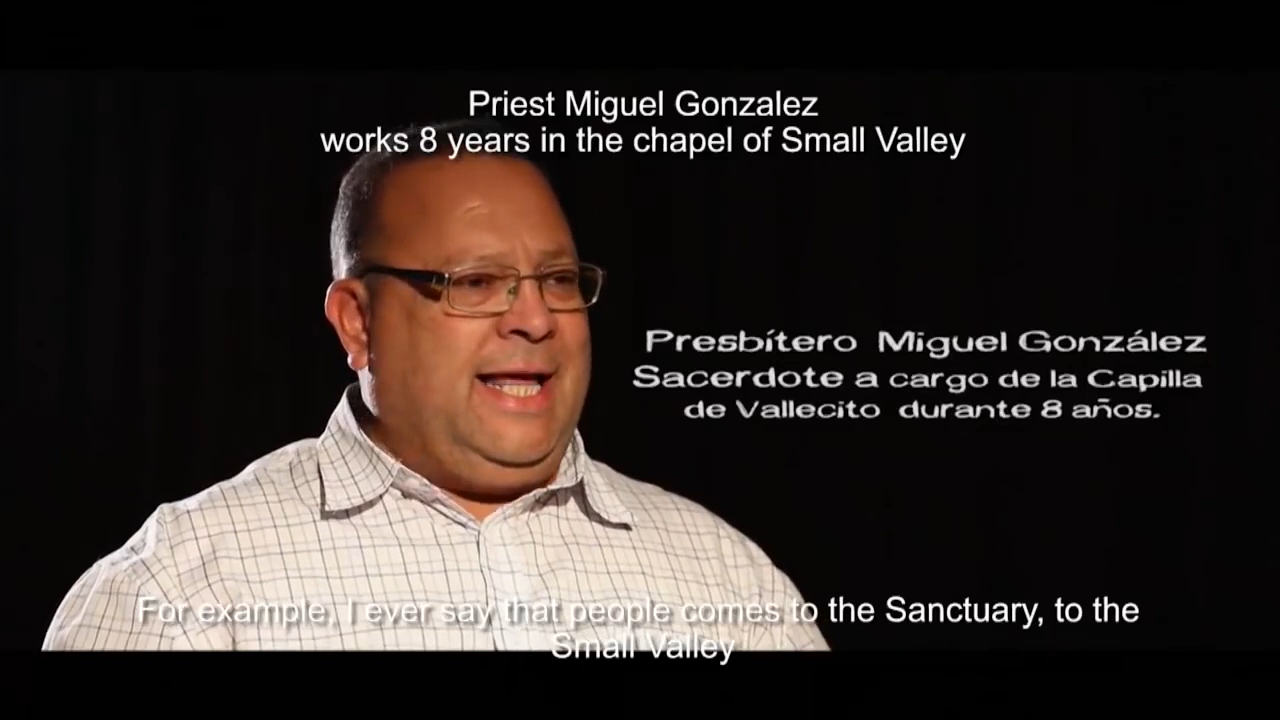 Priest Miguel Gonzalez
works 8 years in the chapel of Small Valley
Presbítero Miguel González
Sacerdote a cargo de la Capilla
de Vallecito durante 8 años.
For example, I ever say that people comes to the Sanctuary, to the
Small Valley